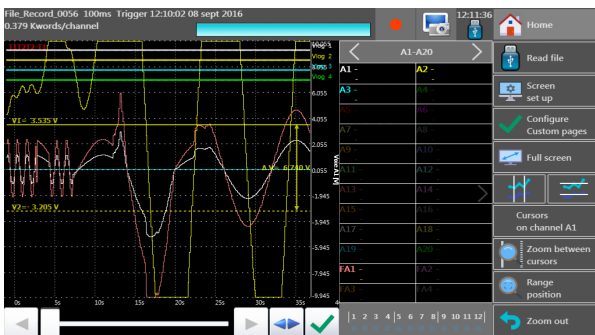 File_Record_0056 100ms Trigger 12:10:02 08 sept 2016
0.379 Kwords/channel
12:11:36
Home
Vlog 2
Vlog 4
6.055
4.055
2.055
0.055
-1.945
-3.945
-5.945
-7.945
-9.945
V1= 3.535 V
Δ V= 6.740 V
V2=- 3.205 V
0s 5s 10s 15s 20s 25s 30s 35s
A1-A20
A1 - A2 -
A3 - A4 -
A5 A6
A7 - A8
A9 - A10
A11 A12
A13 - A14 -
A15 - A16
A17 - A18 -
A19 A20
FA1 - FA2
FA3 - FA4
1 2 3 4 5 6 7 8 9 10 11 12
Read file
Screen
set up
Configure
Custom pages
Full screen
Cursors
on channel A1
Zoom between
cursors
Range
position
Zoom out